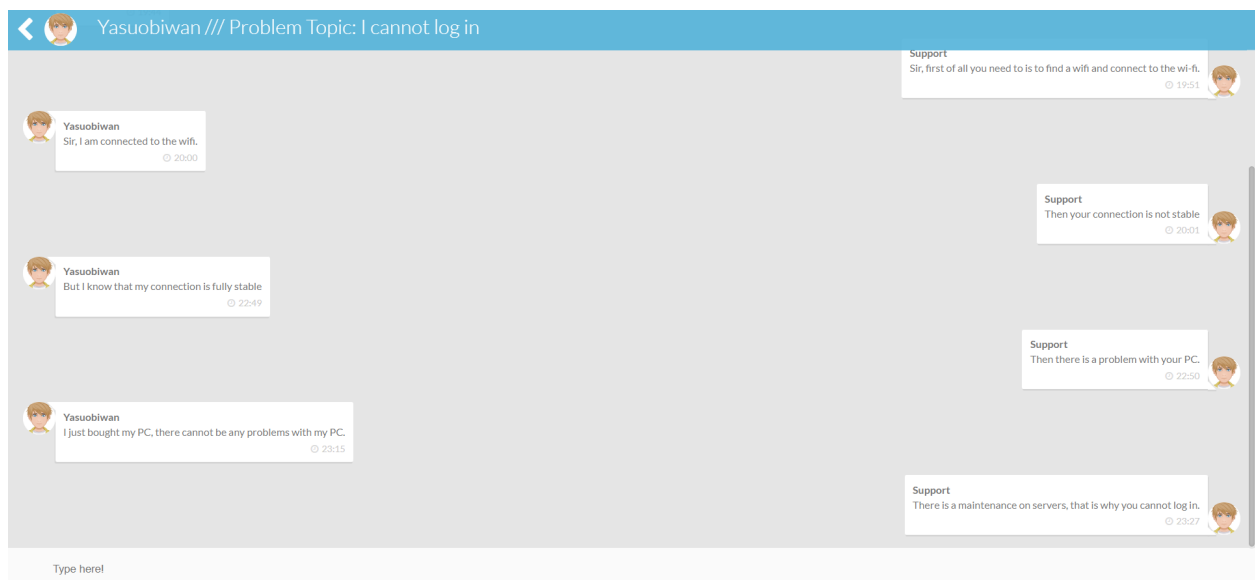 Yasuobiwan /// Problem Topic: I cannot log in
Support
Sir, first of all you need to is to find a wifi and connect to the wi-fi.
19:51
Yasuobiwan
Sir, I am connected to the wifi.
20:00
Support
Then your connection is not stable
20:01
Yasuobiwan
But I know that my connection is fully stable
22:49
Support
Then there is a problem with your PC.
22:50
Yasuobiwan
I just bought my PC, there cannot be any problems with my PC.
23:15
Support
There is a maintenance on servers, that is why you cannot log in.
23:27
Type here!